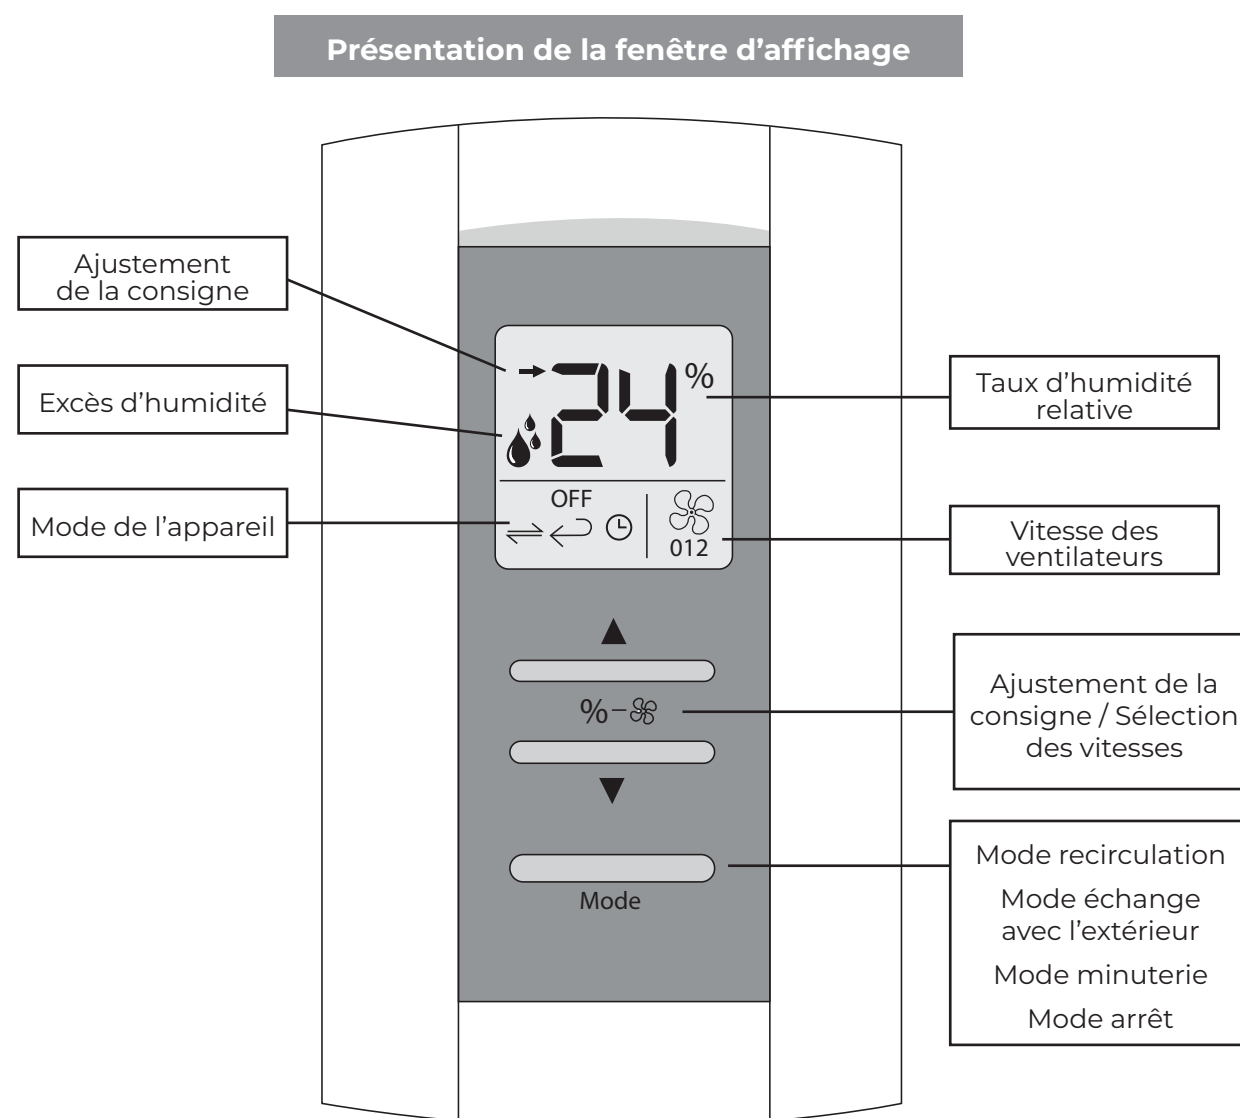 Présentation de la fenêtre d’affichage
Ajustement
de la consigne
Excès d’humidité
Mode de l’appareil
24 %
OFF
012
Taux d’humidité
relative
Vitesse des
ventilateurs
%–
Ajustement de la
consigne / Sélection
des vitesses
Mode
Mode recirculation
Mode échange
avec l’extérieur
Mode minuterie
Mode arrêt